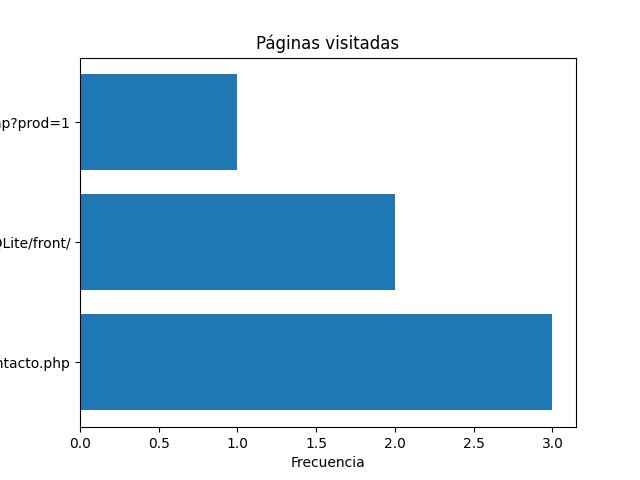 Páginas visitadas
p?prod=1
Lite/front/
ntacto.php
0.0 0.5 1.0 1.5 2.0 2.5 3.0
Frecuencia